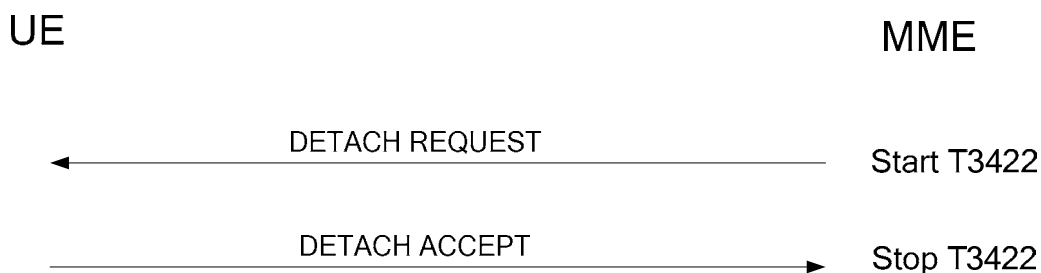 UE
MME
DETACH REQUEST
Start T3422
DETACH ACCEPT
Stop T3422